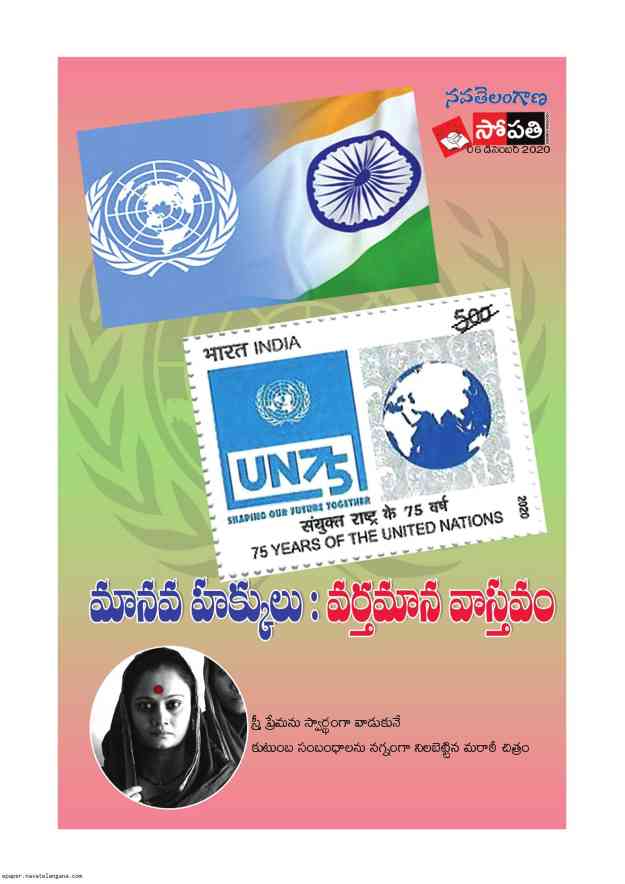 నవతెలంగాణ
సోపతి
06 డిసెంబర్ 2020
500
भारत INDIA
UN75
SHAPING OUR FUTURE TOGETHER
संयुक्त राष्ट्र के 75 वर्ष
75 YEARS OF THE UNITED NATIONS
2020
మానవ హక్కులు : వర్తమాన వాస్తవం
స్త్రీ ప్రేమను స్వార్థంగా వాడుకునే
కుటుంబ సంబంధాలను నగ్నంగా నిలబెట్టిన మరాఠీ చిత్రం
epaper.navatelangana.com